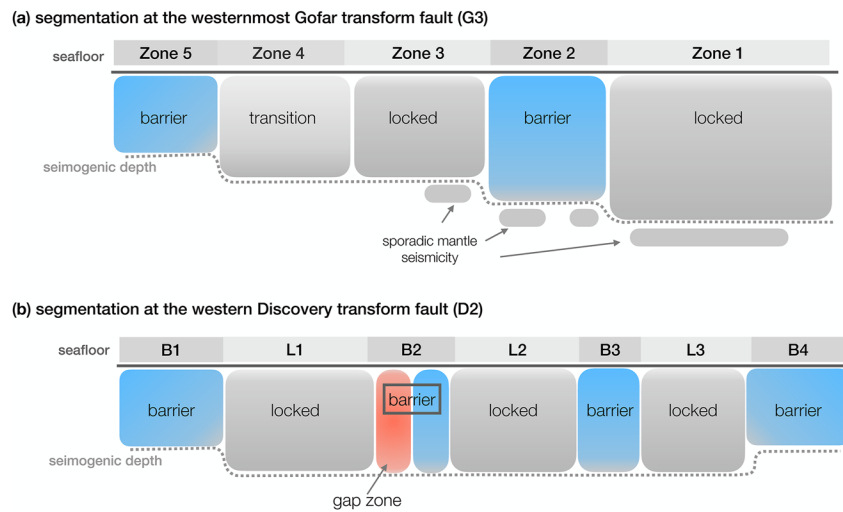 (a) segmentation at the westernmost Gofar transform fault (G3)
seafloor Zone 5 Zone 4 Zone 3 Zone 2 Zone 1
barrier transition locked barrier locked
seimogenic depth
sporadic mantle
seismicity
(b) segmentation at the western Discovery transform fault (D2)
seafloor B1 L1 B2 L2 B3 L3 B4
barrier locked barrier locked barrier locked barrier
seimogenic depth
gap zone